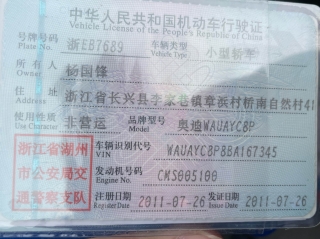 中华人民共和国机动车行驶证
Vehicle License of the People's Republic of China
号牌号码 浙EB7689 车辆类型 小型轿车
Plate No. Vehicle Type
所有人 杨国锋
Owner
住址 浙江省长兴县李家巷镇章浜村桥南自然村41
Address
使用性质 非营运 品牌型号 奥迪WAUAYC8P
Use Character Model
浙江省湖州 车辆识别代号 WAUAYC8P8BA167345
VIN
市公安局交 发动机号码 CMS005100
Engine No.
通警察支队 注册日期 2011-07-26 发证日期 2011-07-26
Register Date Issue Date